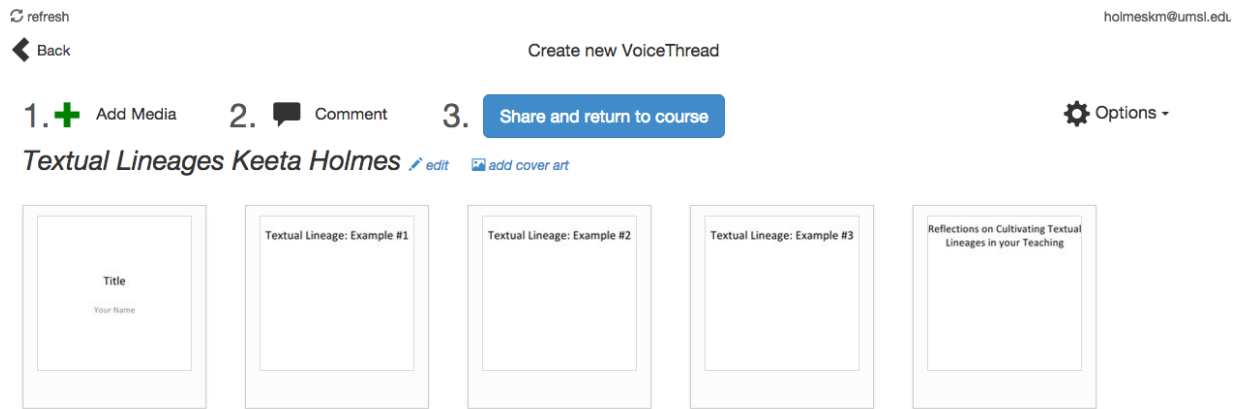 refresh
holmeskm@umsl.edu
Back
Create new VoiceThread
1. Add Media
2. Comment
3. Share and return to course
Options
Textual Lineages Keeta Holmes edit add cover art
Title
Your Name
Textual Lineage: Example #1
Textual Lineage: Example #2
Textual Lineage: Example #3
Reflections on Cultivating Textual
Lineages in your Teaching